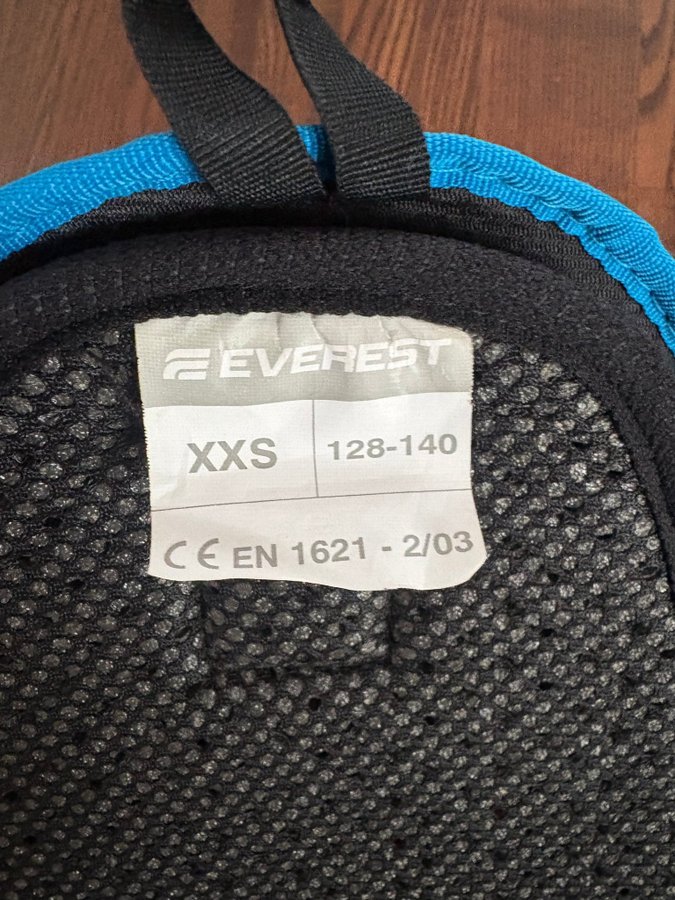 EVEREST
XXS 128-140
CE EN 1621 - 2/03